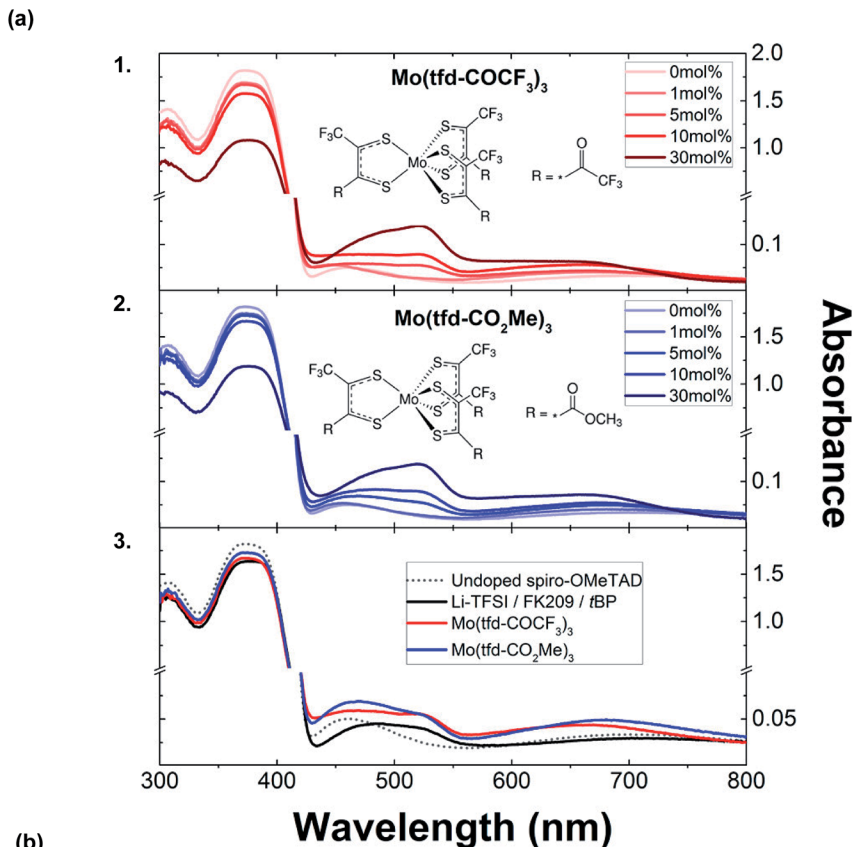 (a)
1.
Mo(tfd-COCF₃)₃
0mol%
1mol%
5mol%
10mol%
30mol%
2.0
1.5
1.0
0.1
F₃C
S
S
R
Mo
S
CF₃
S
CF₃
S
R
S
R
R = *
O
CF₃
2.
Mo(tfd-CO₂Me)₃
0mol%
1mol%
5mol%
10mol%
30mol%
1.5
1.0
0.1
F₃C
S
S
R
Mo
S
CF₃
S
CF₃
S
R
S
R
R = *
O
OCH₃
3.
Undoped spiro-OMeTAD
Li-TFSI / FK209 / tBP
Mo(tfd-COCF₃)₃
Mo(tfd-CO₂Me)₃
1.5
1.0
0.05
Absorbance
300 400 500 600 700 800
Wavelength (nm)
(b)